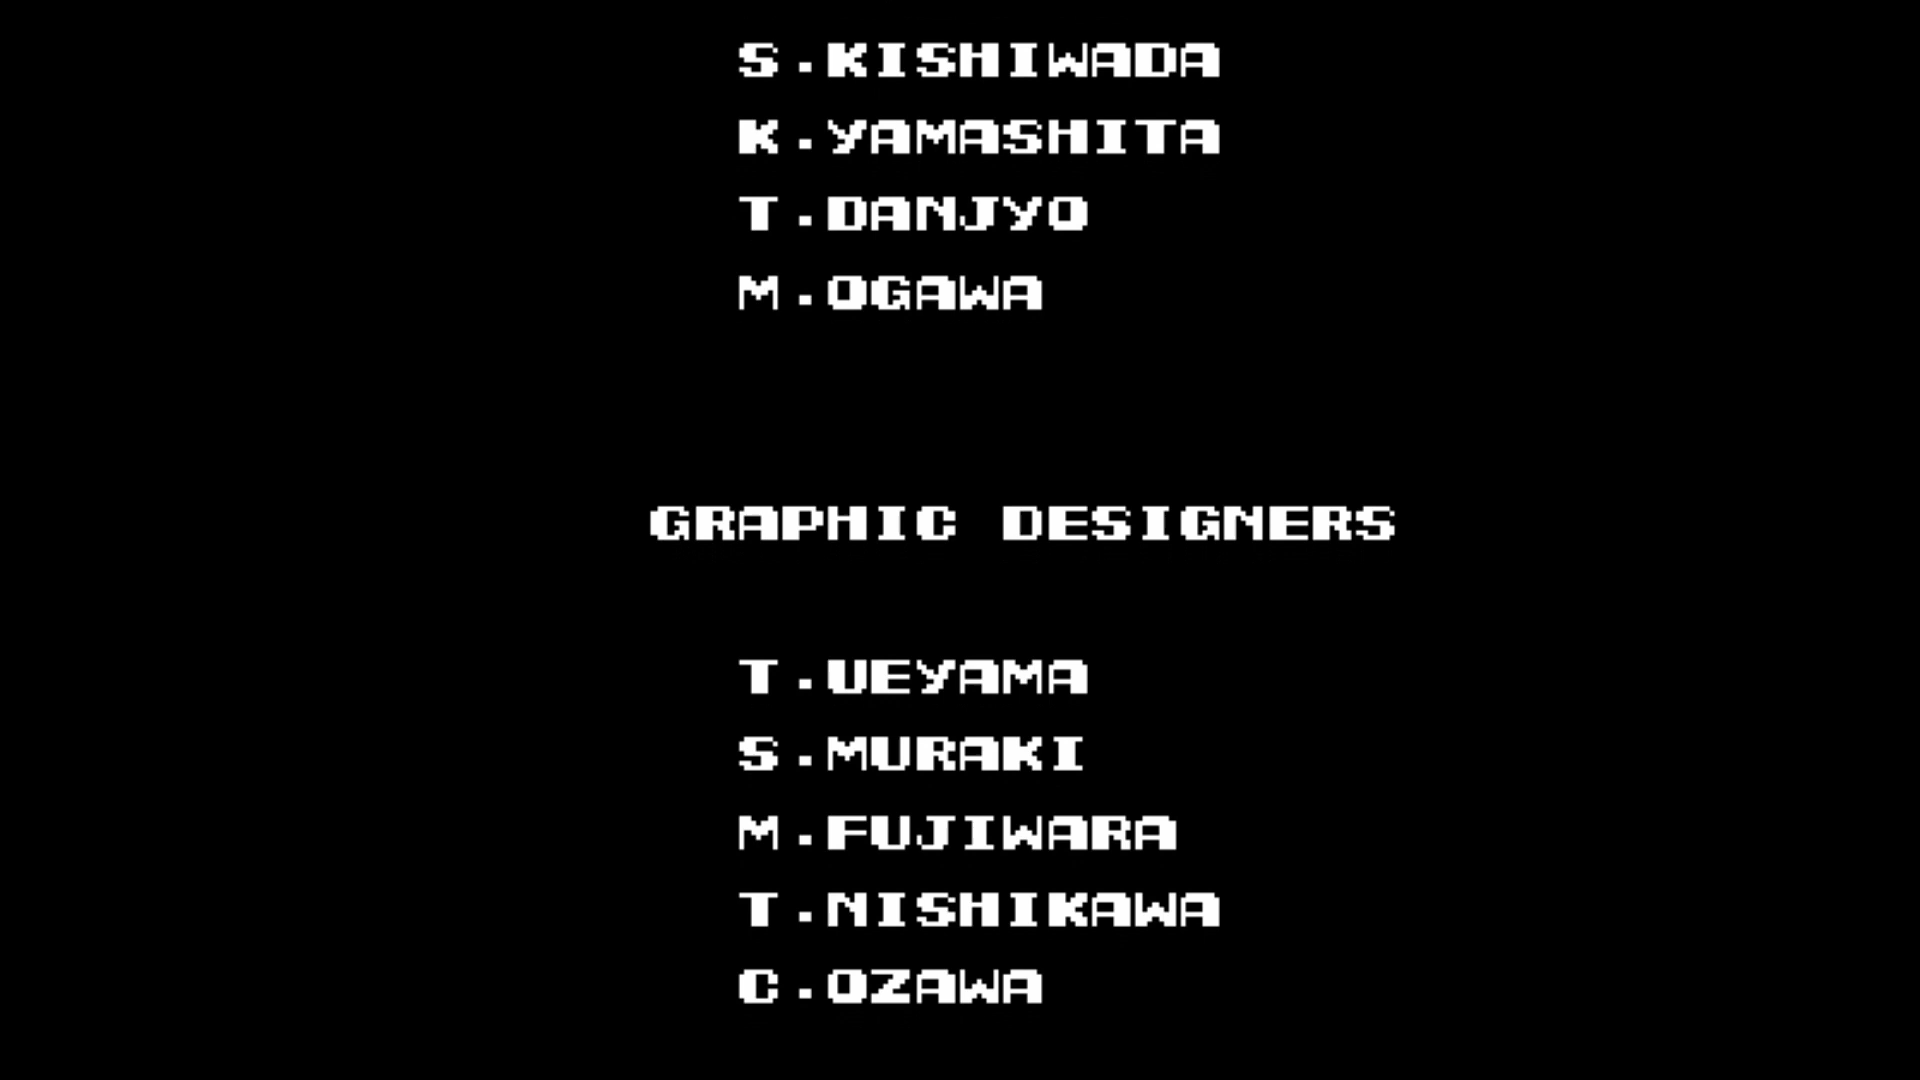 S.KISHIWADA
K.YAMASHITA
T.DANJYO
M.OGAWA
GRAPHIC DESIGNERS
T.UEYAMA
S.MURAKI
M.FUJIWARA
T.NISHIKAWA
C.OZAWA